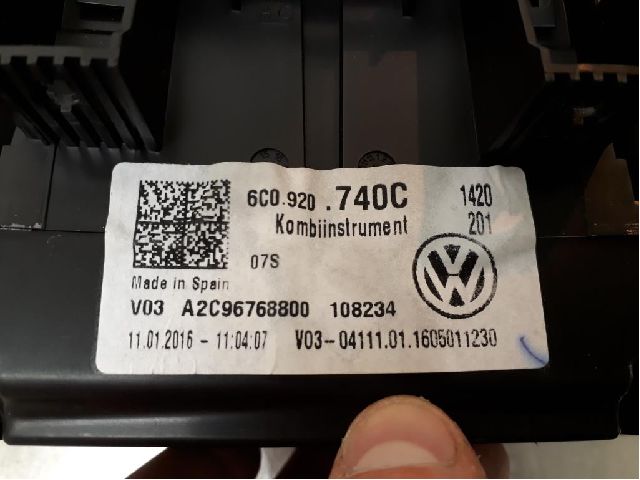 6C0.920 .740C 1420
Kombiinstrument 201
07S
Made in Spain
V03 A2C96768800 108234
11.01.2016 - 11:04:07 V03-04111.01.1605011230